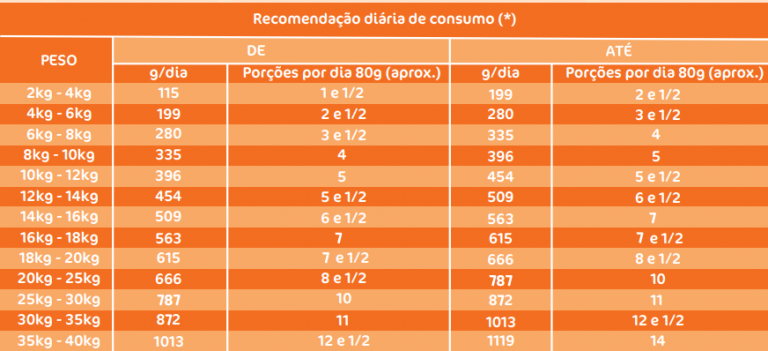 Recomendação diária de consumo (*)
PESO DE ATÉ
g/dia Porções por dia 80g (aprox.) g/dia Porções por dia 80g (aprox.)
2kg - 4kg 115 1 e 1/2 199 2 e 1/2
4kg - 6kg 199 2 e 1/2 280 3 e 1/2
6kg - 8kg 280 3 e 1/2 335 4
8kg - 10kg 335 4 396 5
10kg - 12kg 396 5 454 5 e 1/2
12kg - 14kg 454 5 e 1/2 509 6 e 1/2
14kg - 16kg 509 6 e 1/2 563 7
16kg - 18kg 563 7 615 7 e 1/2
18kg - 20kg 615 7 e 1/2 666 8 e 1/2
20kg - 25kg 666 8 e 1/2 787 10
25kg - 30kg 787 10 872 11
30kg - 35kg 872 11 1013 12 e 1/2
35kg - 40kg 1013 12 e 1/2 1119 14